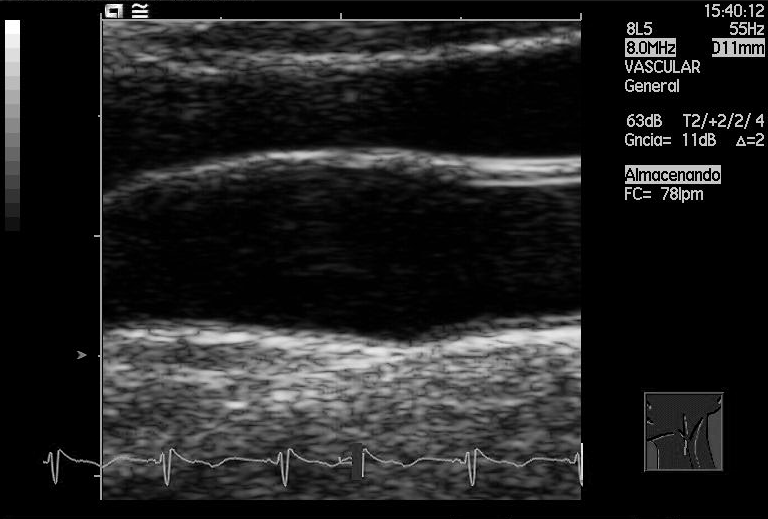 15:40:12
8L5 55Hz
8.0MHz 011mm
VASCULAR
General
63dB T2/+2/2/ 4
Gncia= 11dB Δ=2
Almacenando
FC= 78lpm